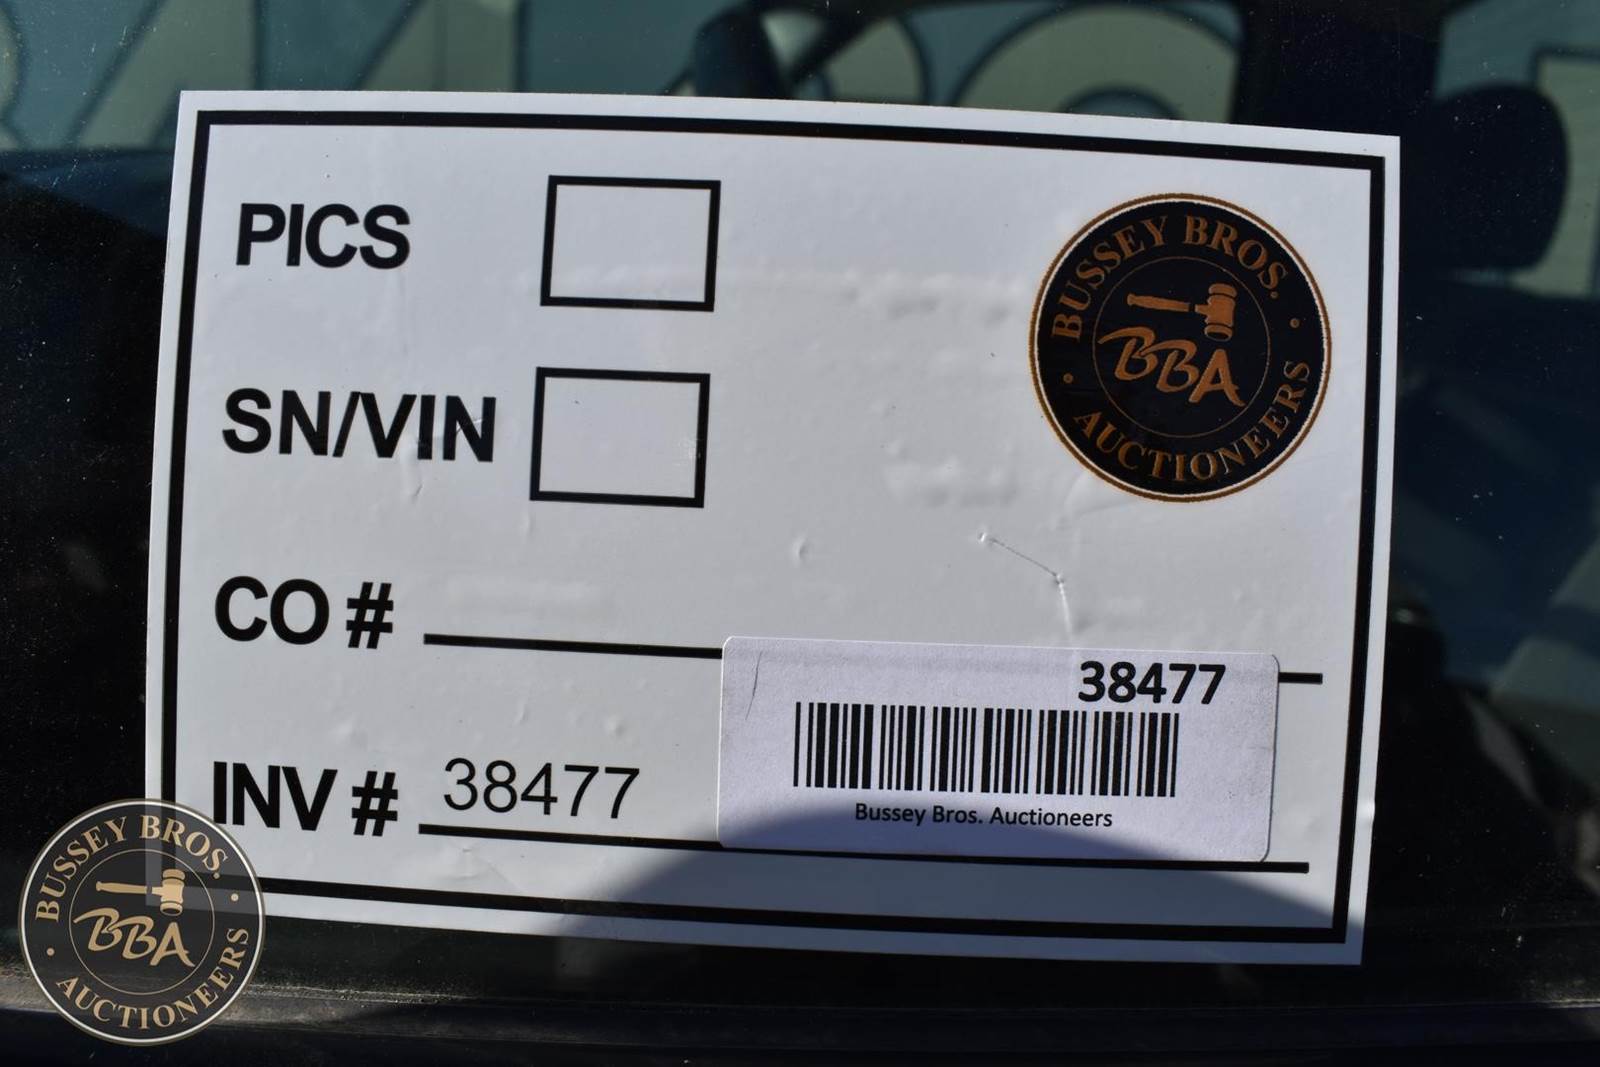 PICS
BUSSEY BROS.
BBA
AUCTIONEERS
SN/VIN
CO #
38477
INV # 38477
Bussey Bros. Auctioneers
BUSSEY BROS.
BBA
AUCTIONEERS